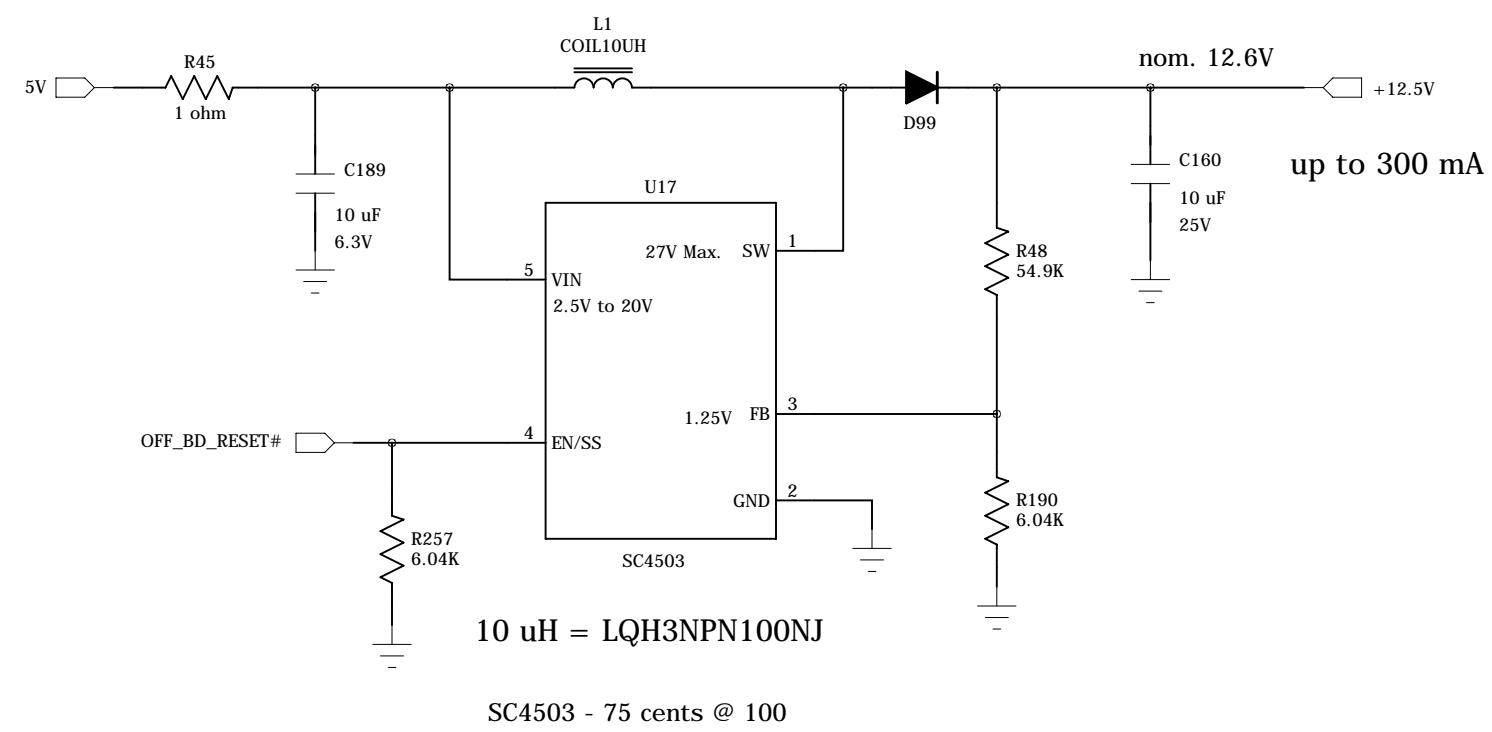 L1
COIL10UH
R45
nom. 12.6V
5V
+12.5V
1 ohm
D99
C189
10 uF
6.3V
C160
10 uF
25V
up to 300 mA
U17
27V Max.
SW
1
R48
54.9K
5
VIN
2.5V to 20V
1.25V
FB
3
OFF_BD_RESET#
4
EN/SS
GND
2
R190
6.04K
R257
6.04K
SC4503
10 uH = LQH3NPN100NJ
SC4503 - 75 cents @ 100